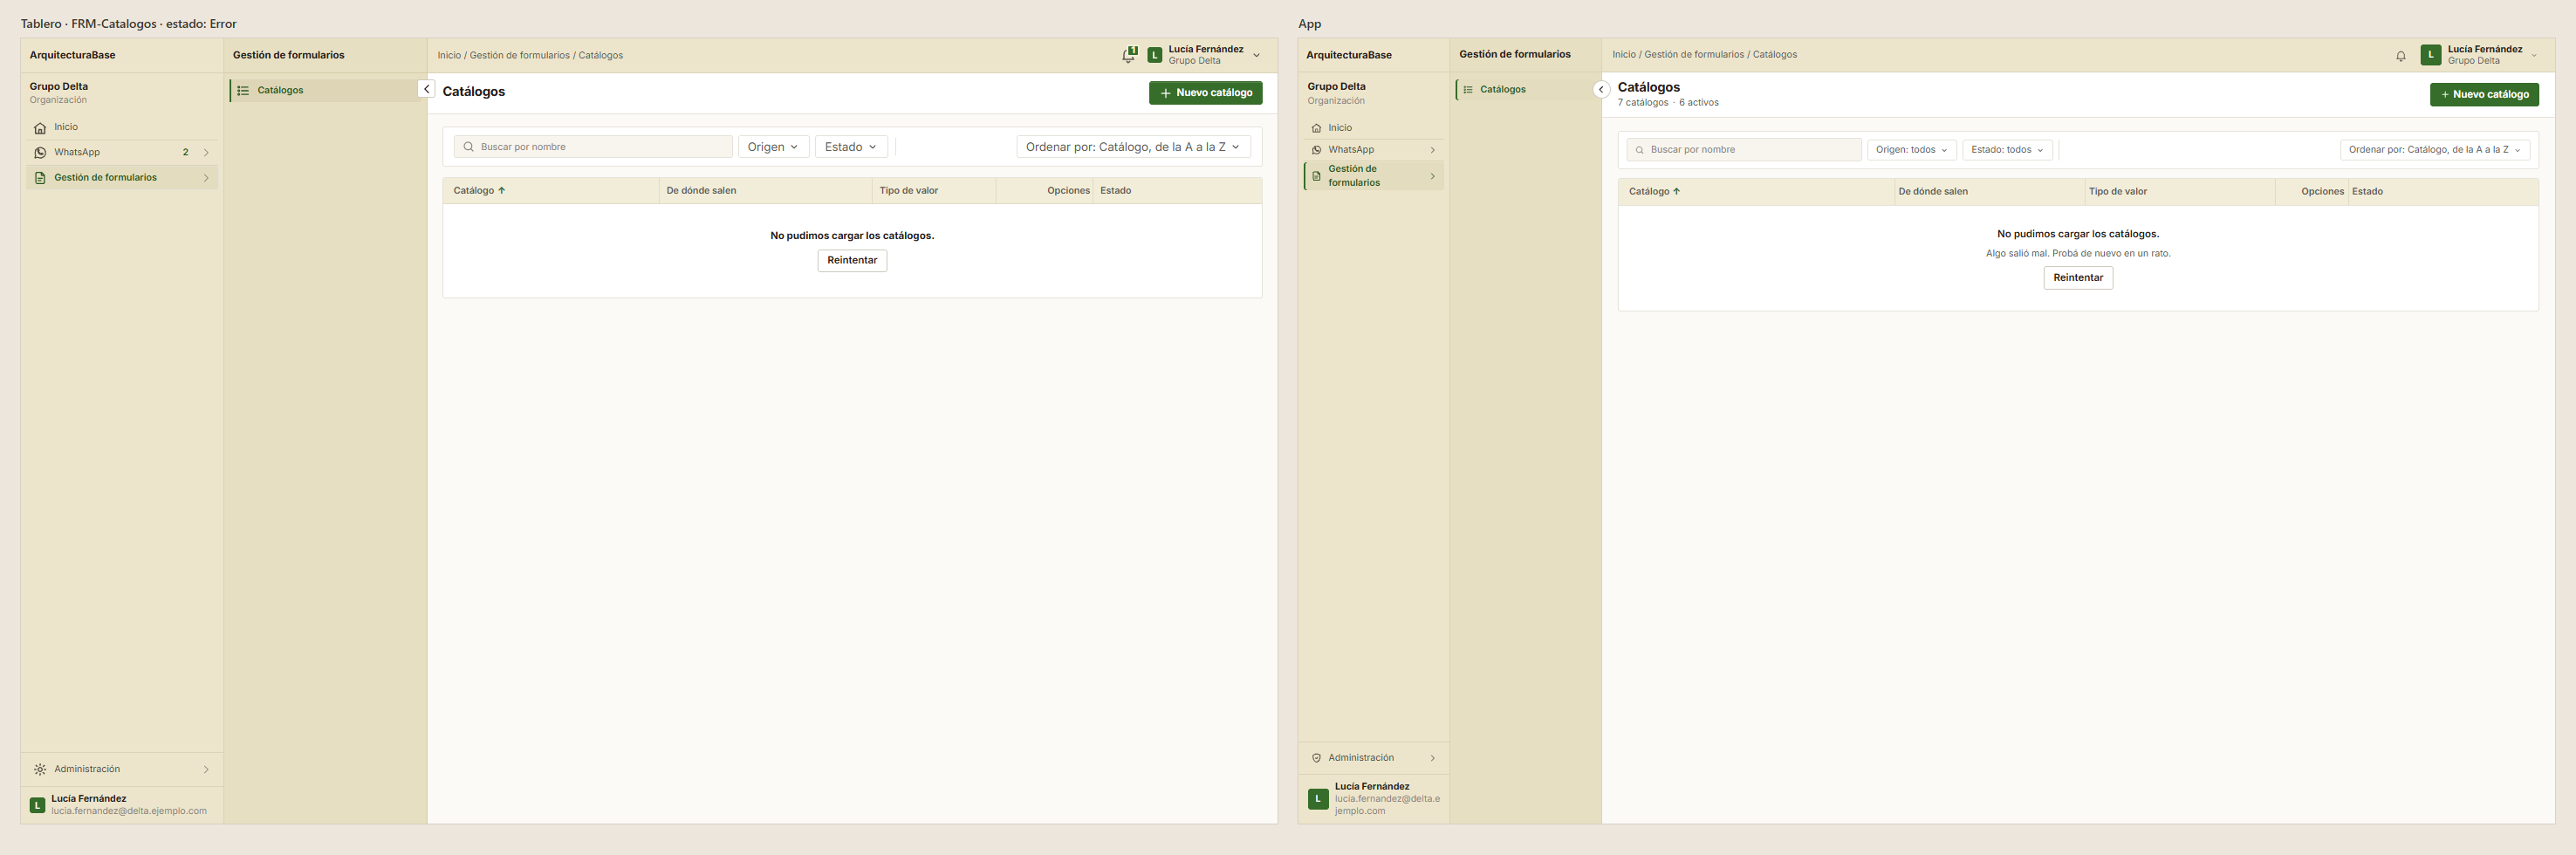 Tablero · FRM-Catalogos · estado: Error
ArquitecturaBase
Grupo Delta
Organización
Inicio
WhatsApp 2
Gestión de formularios
Administración
L
Lucía Fernández
lucia.fernandez@delta.ejemplo.com
Gestión de formularios
Catálogos
Inicio / Gestión de formularios / Catálogos
1
L
Lucía Fernández
Grupo Delta
Catálogos
Nuevo catálogo
Buscar por nombre
Origen
Estado
Ordenar por: Catálogo, de la A a la Z
Catálogo ↑ De dónde salen Tipo de valor Opciones Estado
No pudimos cargar los catálogos.
Reintentar
App
ArquitecturaBase
Grupo Delta
Organización
Inicio
WhatsApp
Gestión de
formularios
Administración
L
Lucía Fernández
lucia.fernandez@delta.e
jemplo.com
Gestión de formularios
Catálogos
Inicio / Gestión de formularios / Catálogos
L
Lucía Fernández
Grupo Delta
Catálogos
7 catálogos · 6 activos
+ Nuevo catálogo
Buscar por nombre
Origen: todos
Estado: todos
Ordenar por: Catálogo, de la A a la Z
Catálogo ↑ De dónde salen Tipo de valor Opciones Estado
No pudimos cargar los catálogos.
Algo salió mal. Probá de nuevo en un rato.
Reintentar